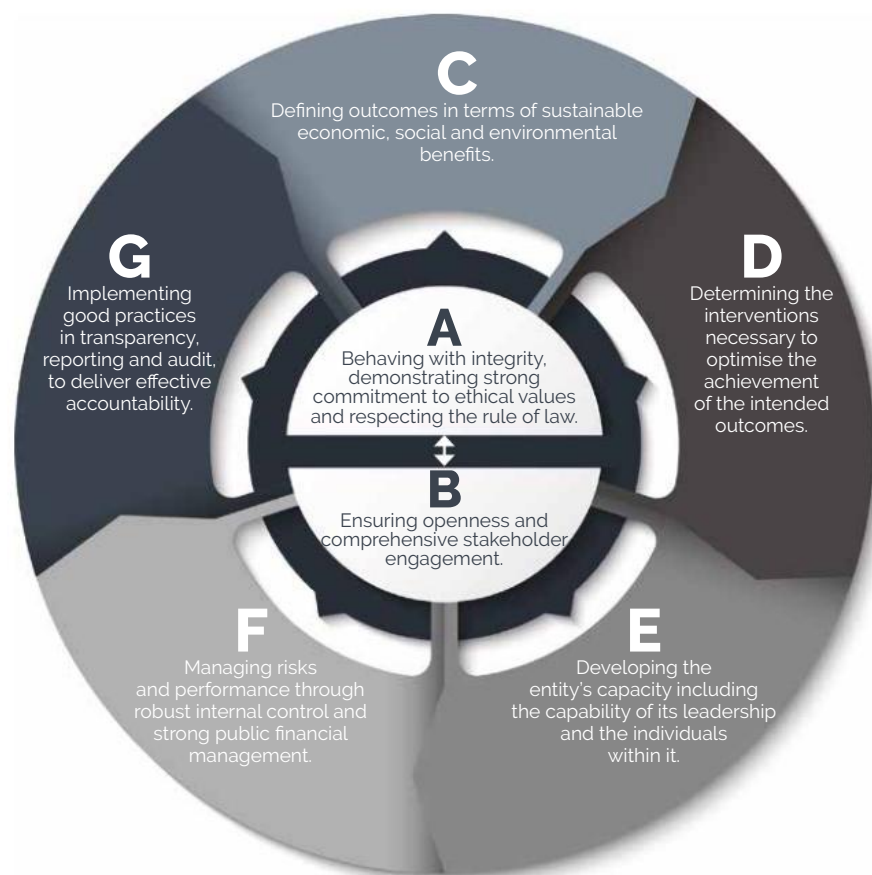 C
Defining outcomes in terms of sustainable
economic, social and environmental
benefits.
G
Implementing
good practices
in transparency,
reporting and audit,
to deliver effective
accountability.
D
Determining the
interventions
necessary to
optimise the
achievement
of the intended
outcomes.
A
Behaving with integrity,
demonstrating strong
commitment to ethical values
and respecting the rule of law.
B
Ensuring openness and
comprehensive stakeholder
engagement.
F
Managing risks
and performance through
robust internal control and
strong public financial
management.
E
Developing the
entity's capacity including
the capability of its leadership
and the individuals
within it.